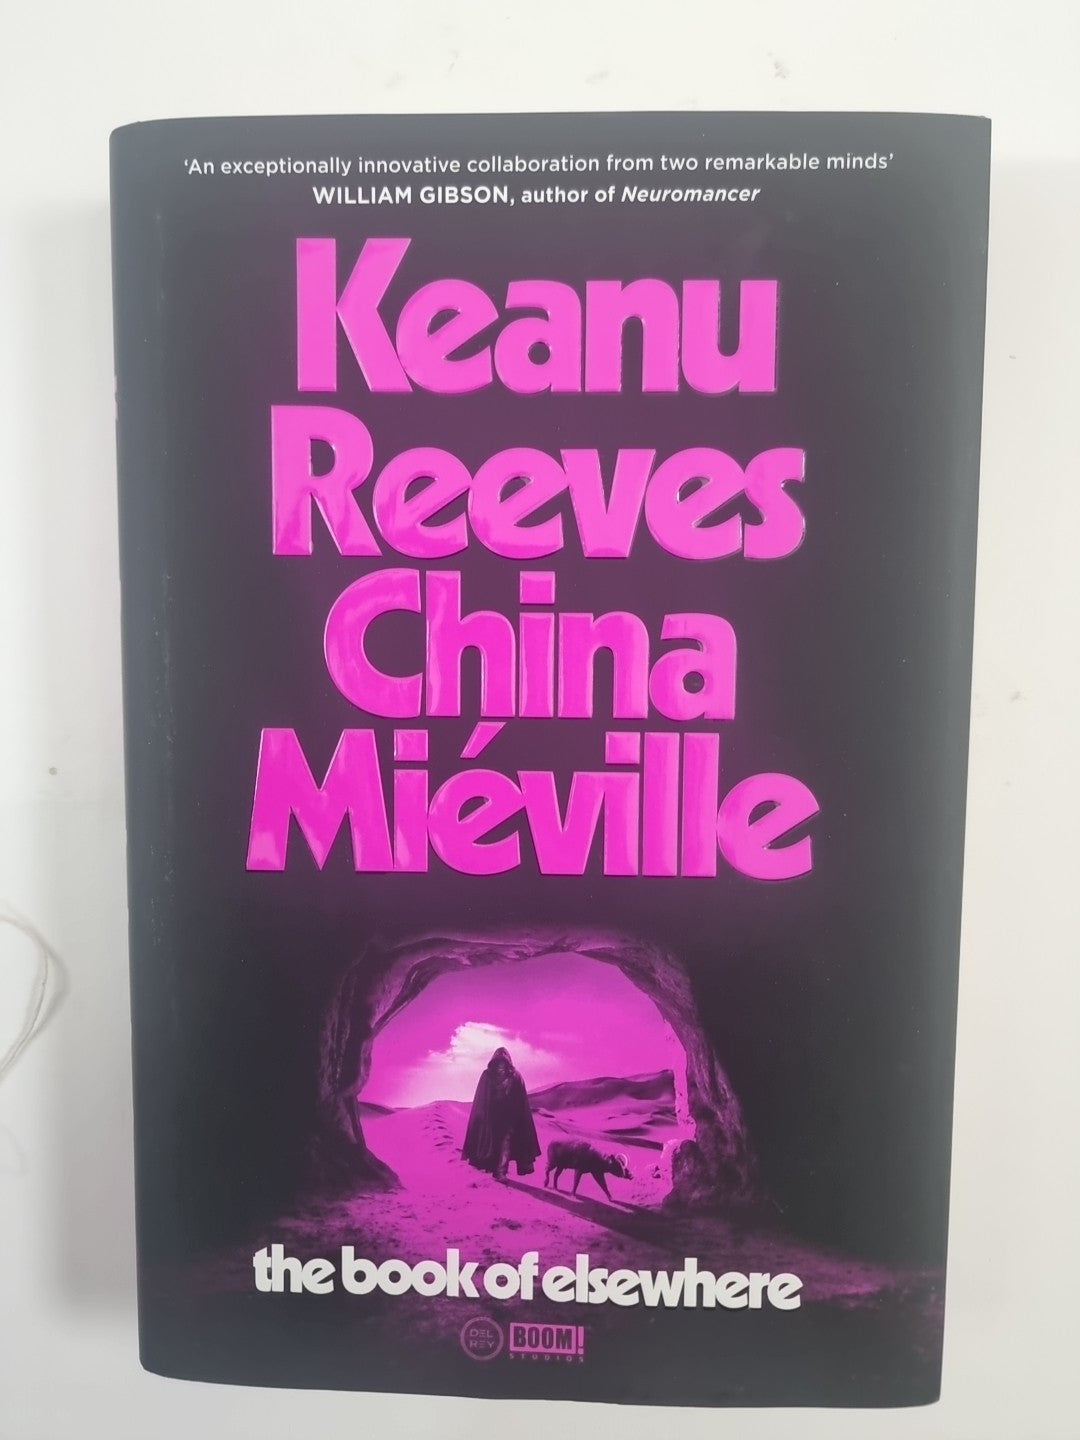 ‘An exceptionally innovative collaboration from two remarkable minds’
WILLIAM GIBSON, author of Neuromancer
Keanu
Reeves
China
Miéville
the book of elsewhere
DEL
REY
BOOM!
STUDIOS